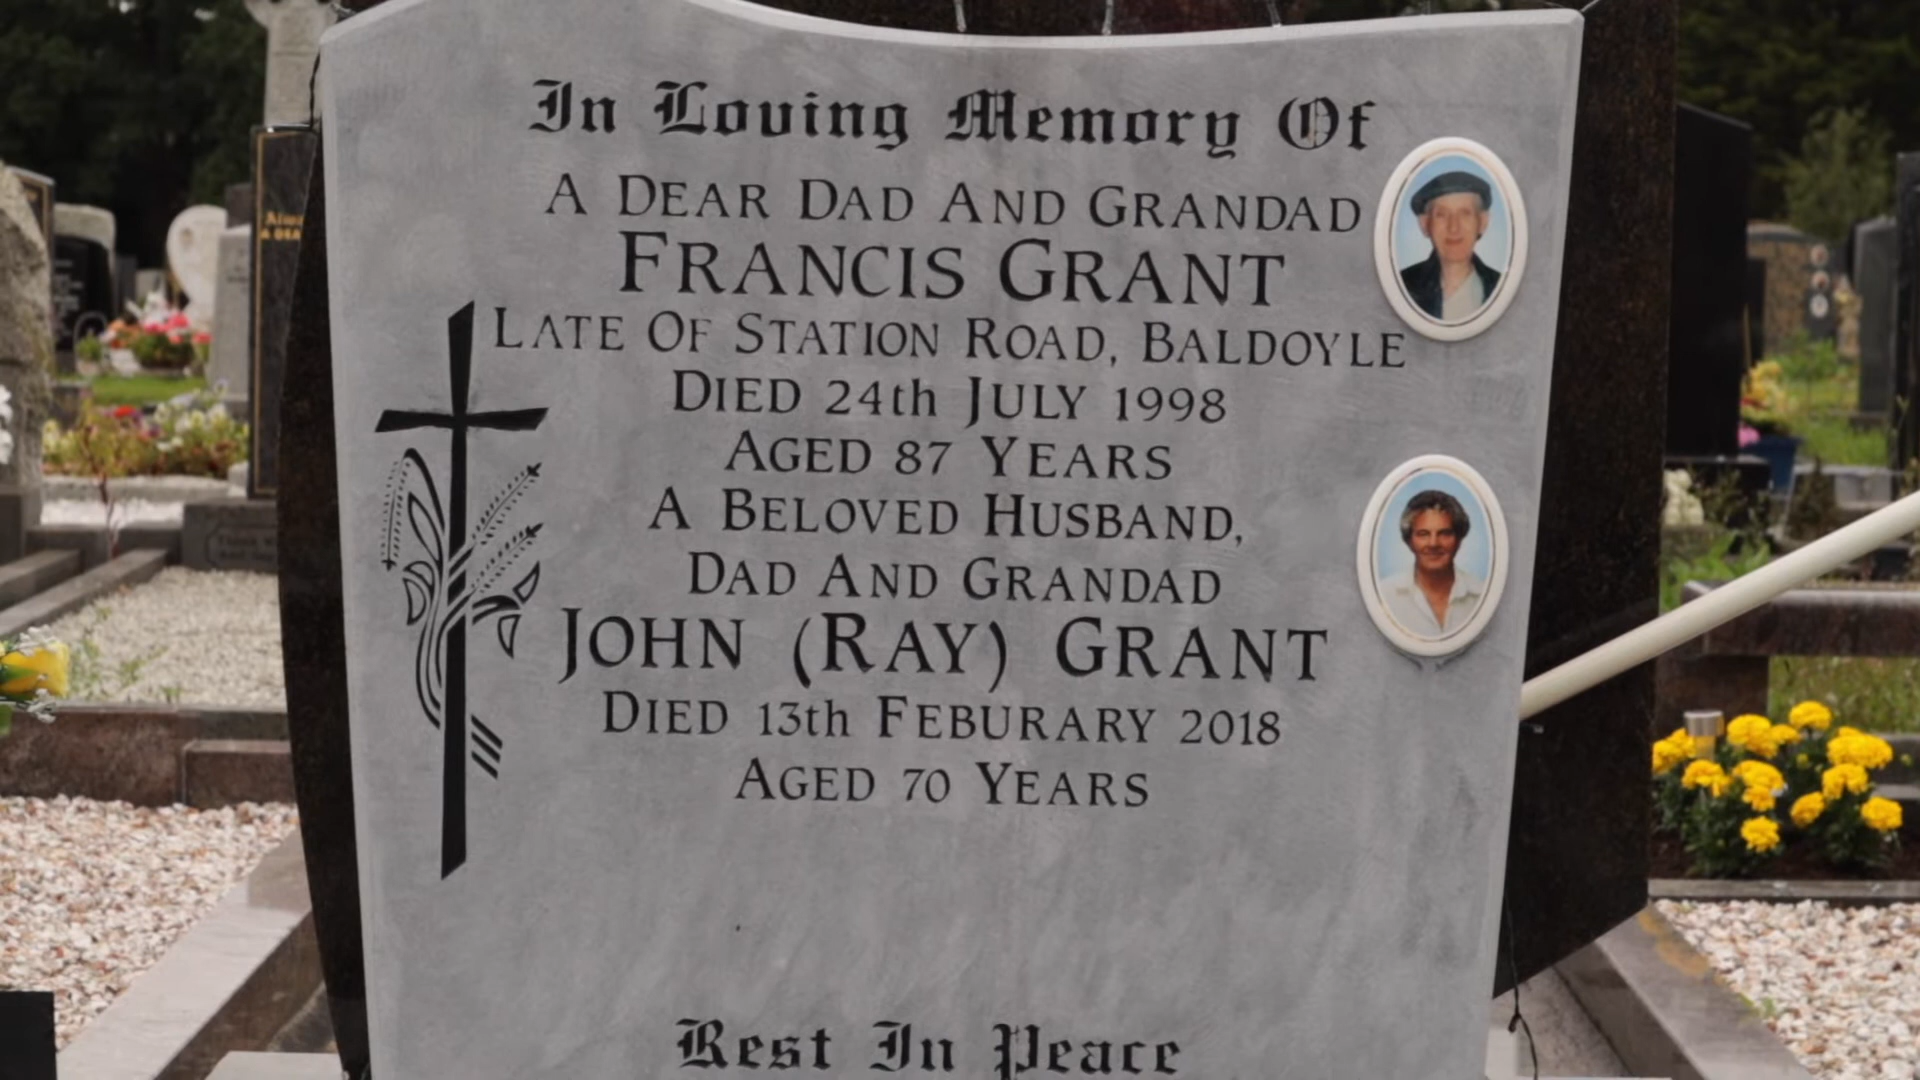 In Loving Memory Of
A DEAR DAD AND GRANDAD
FRANCIS GRANT
LATE OF STATION ROAD, BALDOYLE
DIED 24th JULY 1998
AGED 87 YEARS
A BELOVED HUSBAND,
DAD AND GRANDAD
JOHN (RAY) GRANT
DIED 13th FEBURARY 2018
AGED 70 YEARS
Rest In Peace